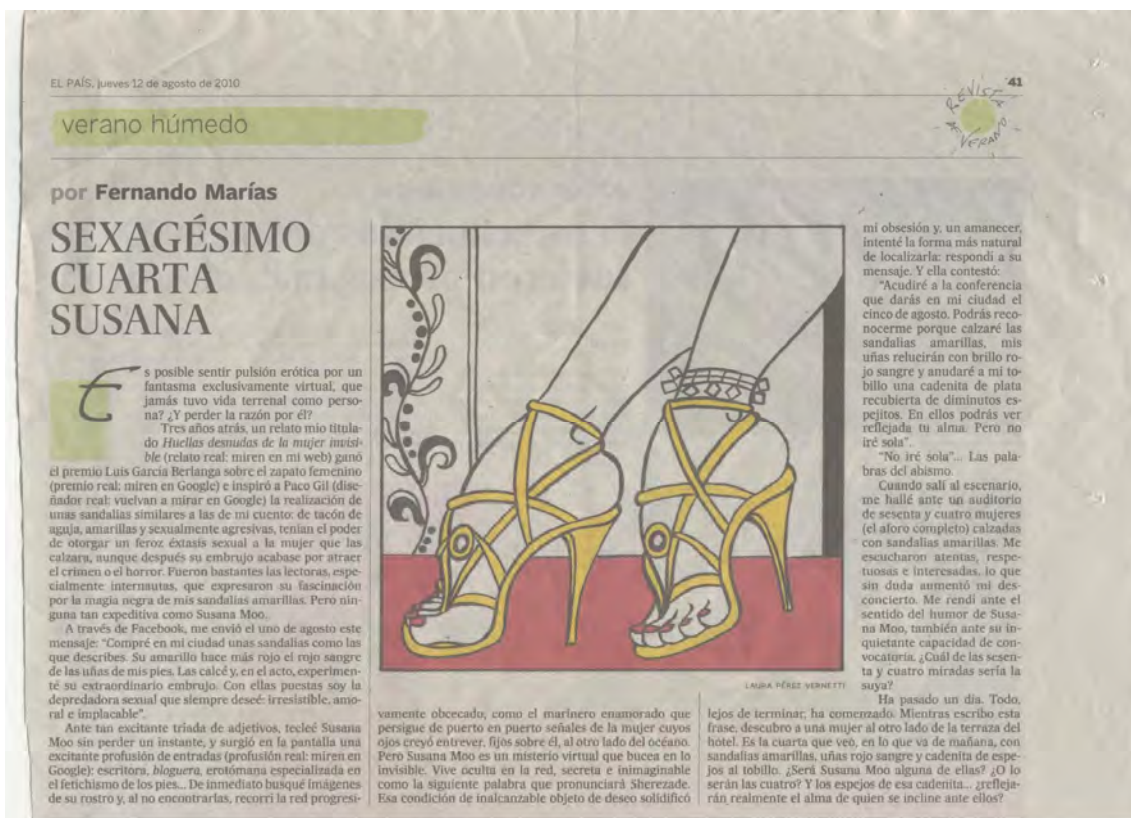 EL PAÍS, jueves 12 de agosto de 2010
41
REVISTA DE VERANO
verano húmedo
por Fernando Marías
SEXAGÉSIMO
CUARTA
SUSANA
Es posible sentir pulsión erótica por un
fantasma exclusivamente virtual, que
jamás tuvo vida terrenal como perso-
na? ¿Y perder la razón por él?
Tres años atrás, un relato mío titula-
do Huellas desnudas de la mujer invisi-
ble (relato real: miren en mi web) ganó
el premio Luis García Berlanga sobre el zapato femenino
(premio real: miren en Google) e inspiró a Paco Gil (dise-
ñador real: vuelvan a mirar en Google) la realización de
unas sandalias similares a las de mi cuento: de tacón de
aguja, amarillas y sexualmente agresivas, tenían el poder
de otorgar un feroz éxtasis sexual a la mujer que las
calzara, aunque después su embrujo acabase por atraer
el crimen o el horror. Fueron bastantes las lectoras, espe-
cialmente internautas, que expresaron su fascinación
por la magia negra de mis sandalias amarillas. Pero nin-
guna tan expeditiva como Susana Moo.
A través de Facebook, me envió el uno de agosto este
mensaje: "Compré en mi ciudad unas sandalias como las
que describes. Su amarillo hace más rojo el rojo sangre
de las uñas de mis pies. Las calcé y, en el acto, experimen-
té su extraordinario embrujo. Con ellas puestas soy la
depredadora sexual que siempre deseé: irresistible, amo-
ral e implacable".
Ante tan excitante tríada de adjetivos, tecleé Susana
Moo sin perder un instante, y surgió en la pantalla una
excitante profusión de entradas (profusión real: miren en
Google): escritora, bloguera, erotómana especializada en
el fetichismo de los pies... De inmediato busqué imágenes
de su rostro y, al no encontrarlas, recorrí la red progresi-
LAURA PÉREZ VERNETTI
vamente obcecado, como el marinero enamorado que
persigue de puerto en puerto señales de la mujer cuyos
ojos creyó entrever, fijos sobre él, al otro lado del océano.
Pero Susana Moo es un misterio virtual que bucea en lo
invisible. Vive oculta en la red, secreta e inimaginable
como la siguiente palabra que pronunciará Sherezade.
Esa condición de inalcanzable objeto de deseo solidificó
mi obsesión y, un amanecer,
intenté la forma más natural
de localizarla: respondí a su
mensaje. Y ella contestó:
"Acudiré a la conferencia
que darás en mi ciudad el
cinco de agosto. Podrás reco-
nocerme porque calzaré las
sandalias amarillas, mis
uñas relucirán con brillo ro-
jo sangre y anudaré a mi to-
billo una cadenita de plata
recubierta de diminutos es-
pejitos. En ellos podrás ver
reflejada tu alma. Pero no
iré sola".
"No iré sola"... Las pala-
bras del abismo.
Cuando salí al escenario,
me hallé ante un auditorio
de sesenta y cuatro mujeres
(el aforo completo) calzadas
con sandalias amarillas. Me
escucharon atentas, respe-
tuosas e interesadas, lo que
sin duda aumentó mi des-
concierto. Me rendí ante el
sentido del humor de Susa-
na Moo, también ante su in-
quietante capacidad de con-
vocatoria. ¿Cuál de las sesen-
ta y cuatro miradas sería la
suya?
Ha pasado un día. Todo,
lejos de terminar, ha comenzado. Mientras escribo esta
frase, descubro a una mujer al otro lado de la terraza del
hotel. Es la cuarta que veo, en lo que va de mañana, con
sandalias amarillas, uñas rojo sangre y cadenita de espe-
jos al tobillo. ¿Será Susana Moo alguna de ellas? ¿O lo
serán las cuatro? Y los espejos de esa cadenita... ¿refleja-
rán realmente el alma de quien se incline ante ellos?